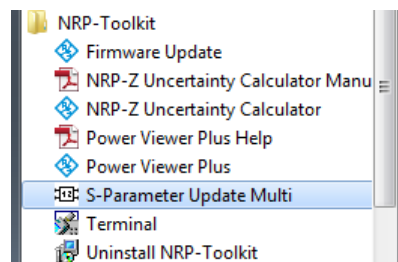 NRP-Toolkit
Firmware Update
NRP-Z Uncertainty Calculator Manu
NRP-Z Uncertainty Calculator
Power Viewer Plus Help
Power Viewer Plus
S-Parameter Update Multi
Terminal
Uninstall NRP-Toolkit